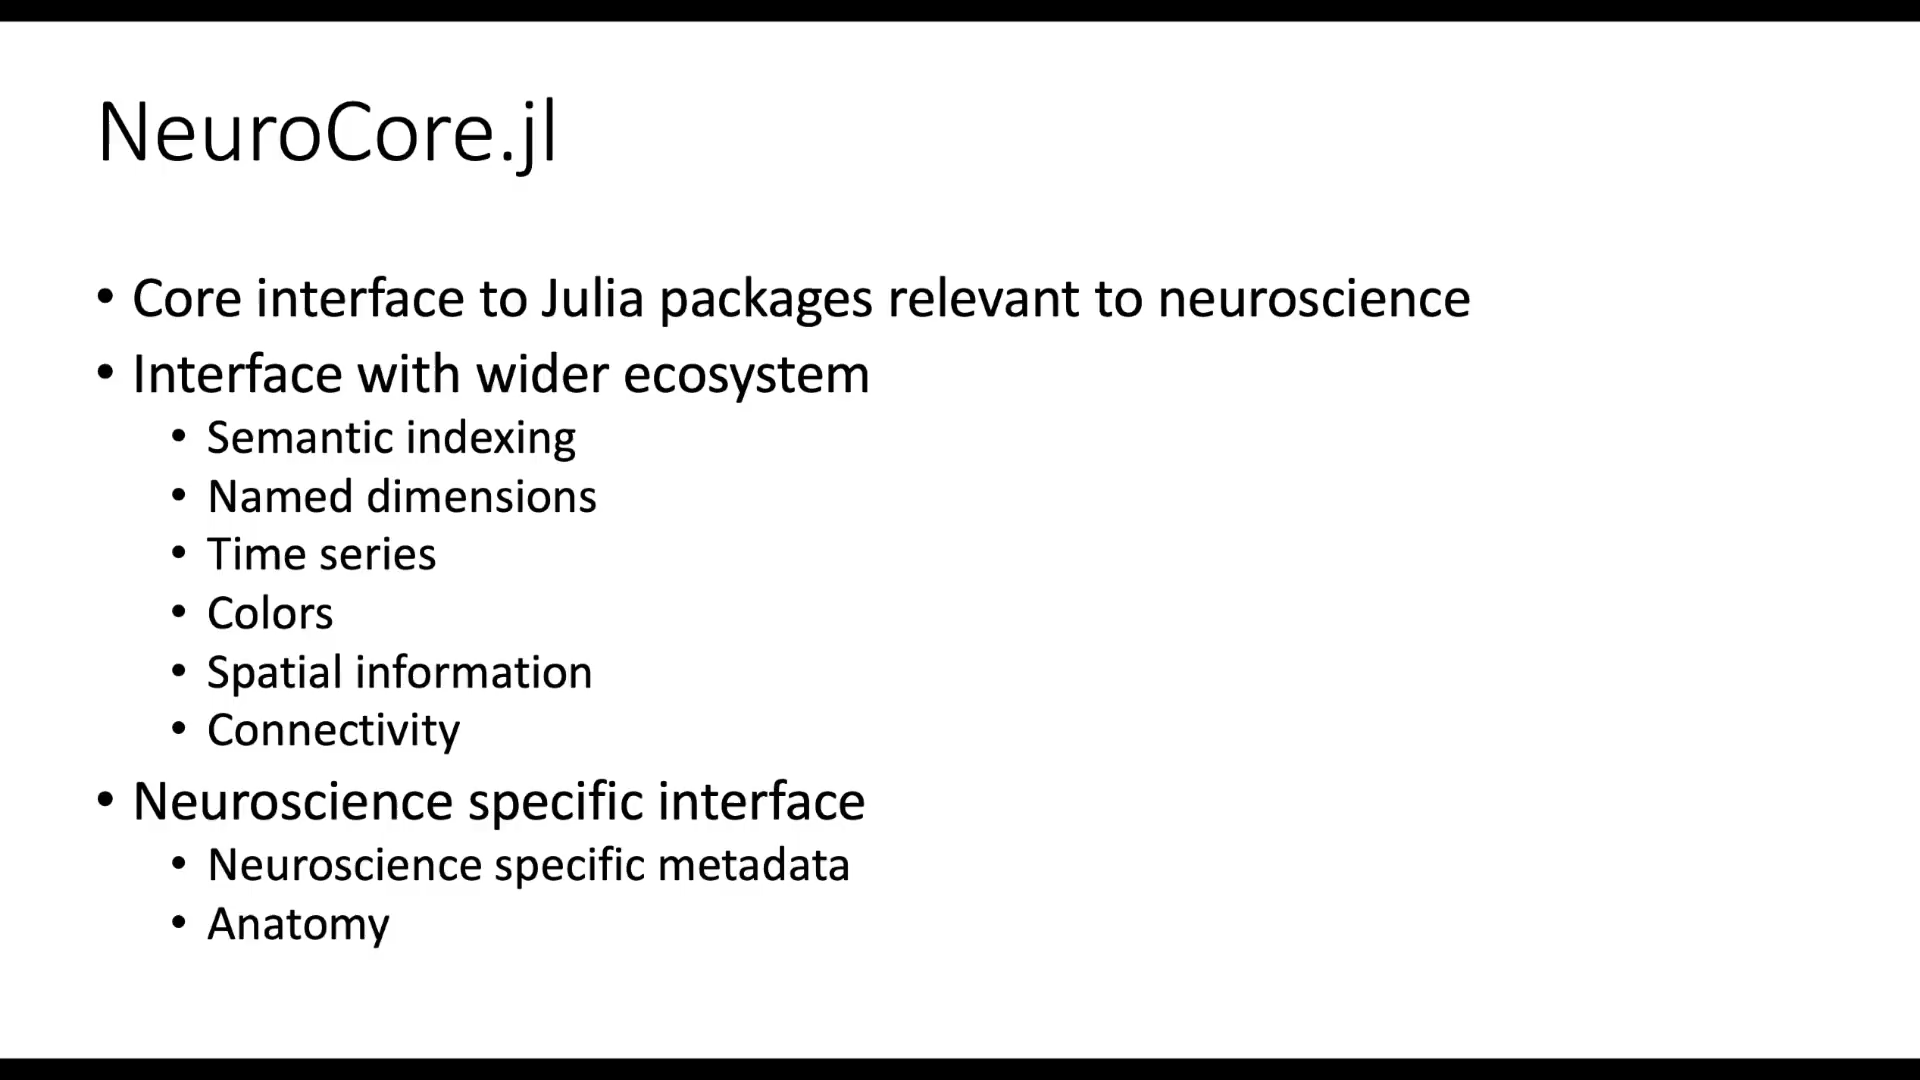 NeuroCore.jl
• Core interface to Julia packages relevant to neuroscience
• Interface with wider ecosystem
• Semantic indexing
• Named dimensions
• Time series
• Colors
• Spatial information
• Connectivity
• Neuroscience specific interface
• Neuroscience specific metadata
• Anatomy